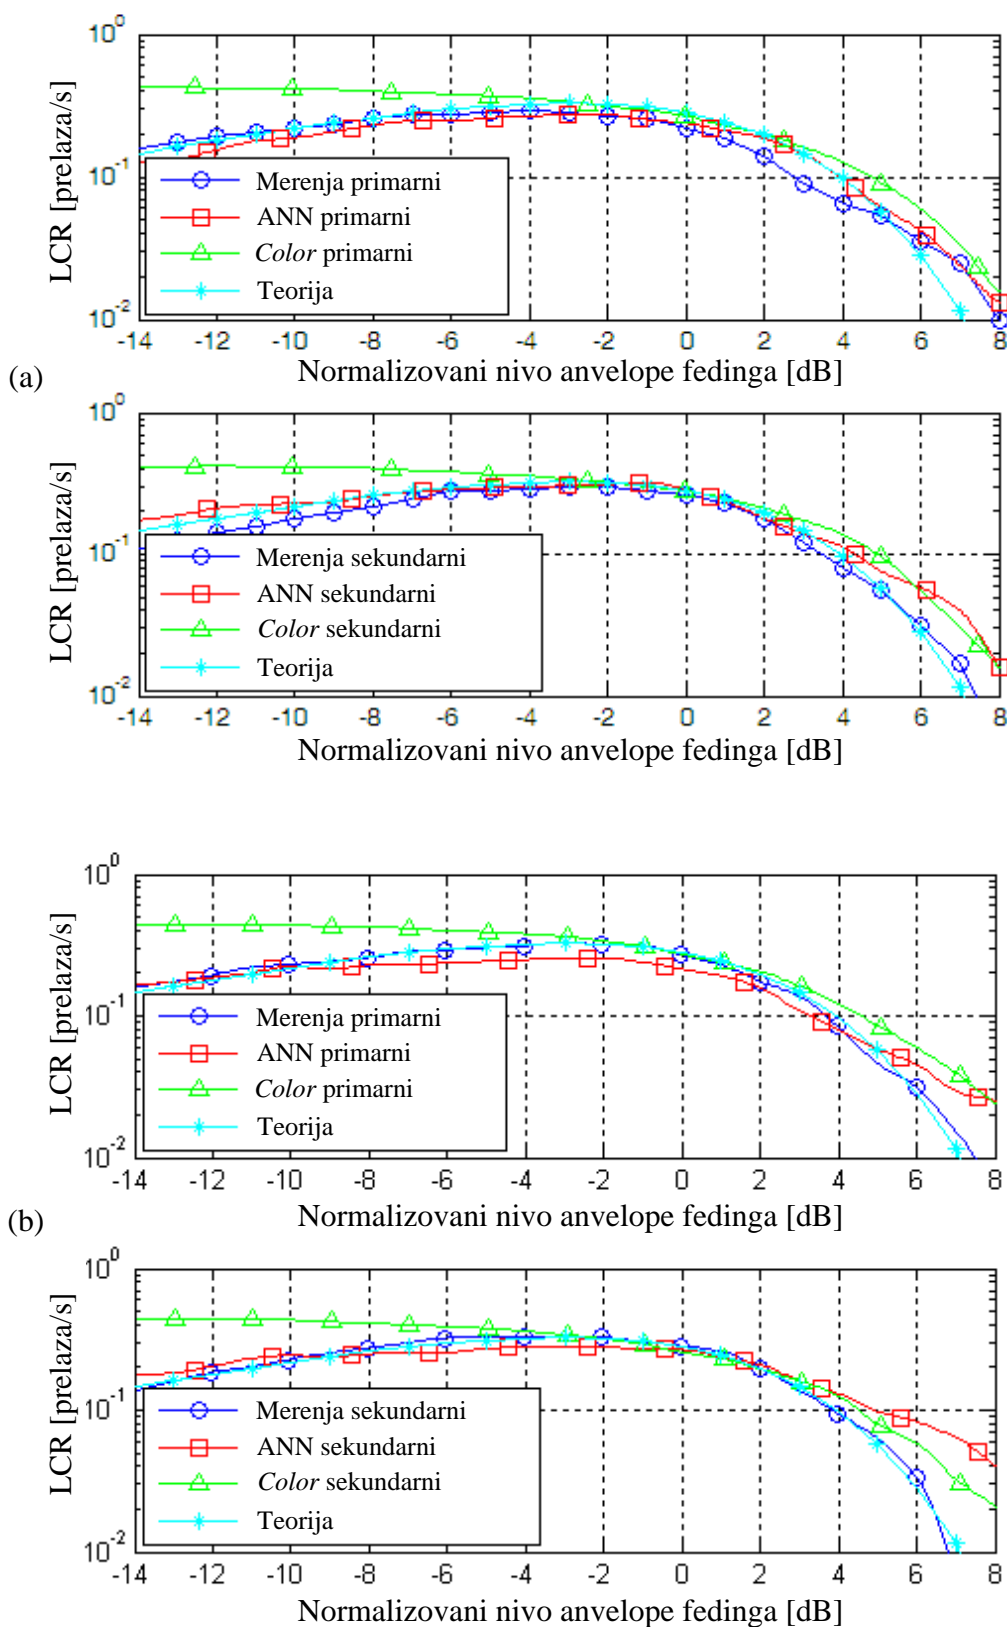 10^0
10^-1
10^-2
LCR [prelaza/s]
Merenja primarni
ANN primarni
Color primarni
Teorija
-14 -12 -10 -8 -6 -4 -2 0 2 4 6 8
Normalizovani nivo anvelope fedinga [dB]
(a)
10^0
10^-1
10^-2
LCR [prelaza/s]
Merenja sekundarni
ANN sekundarni
Color sekundarni
Teorija
-14 -12 -10 -8 -6 -4 -2 0 2 4 6 8
Normalizovani nivo anvelope fedinga [dB]
10^0
10^-1
10^-2
LCR [prelaza/s]
Merenja primarni
ANN primarni
Color primarni
Teorija
-14 -12 -10 -8 -6 -4 -2 0 2 4 6 8
Normalizovani nivo anvelope fedinga [dB]
(b)
10^0
10^-1
10^-2
LCR [prelaza/s]
Merenja sekundarni
ANN sekundarni
Color sekundarni
Teorija
-14 -12 -10 -8 -6 -4 -2 0 2 4 6 8
Normalizovani nivo anvelope fedinga [dB]